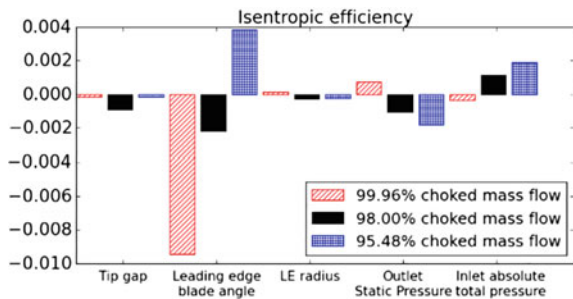 Isentropic efficiency
0.004
0.002
0.000
−0.002
−0.004
−0.006
−0.008
−0.010
99.96% choked mass flow
98.00% choked mass flow
95.48% choked mass flow
Tip gap
Leading edge
blade angle
LE radius
Outlet
Static Pressure
Inlet absolute
total pressure